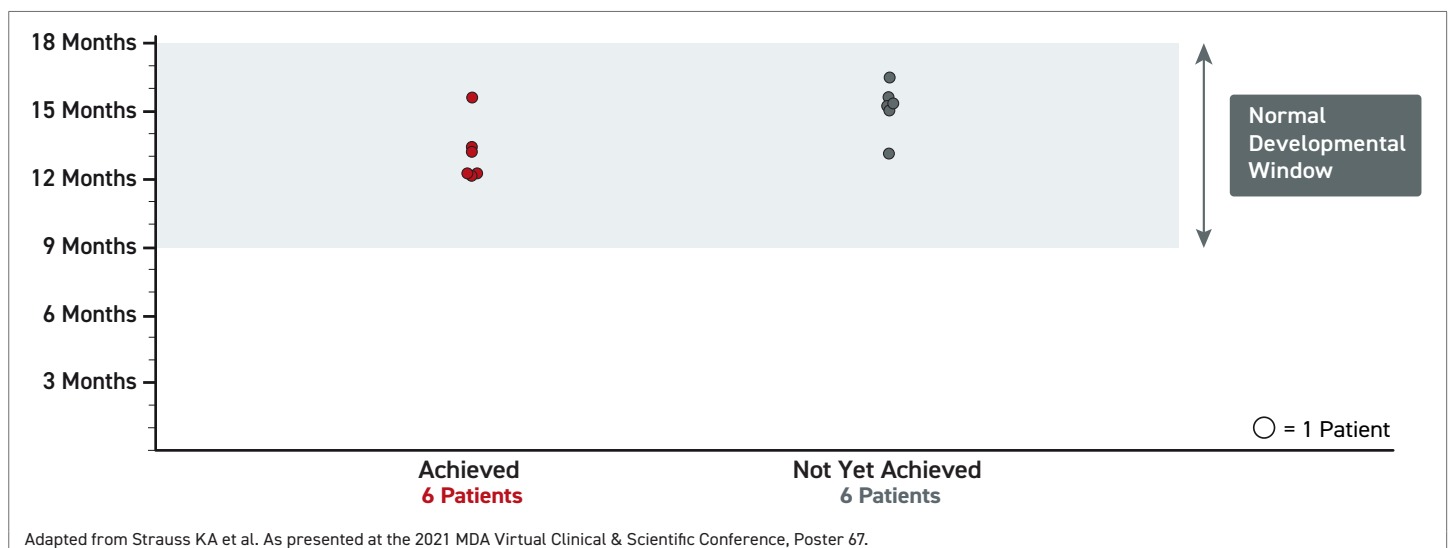 18 Months
15 Months
12 Months
9 Months
6 Months
3 Months
Normal
Developmental
Window
= 1 Patient
Achieved
6 Patients
Not Yet Achieved
6 Patients
Adapted from Strauss KA et al. As presented at the 2021 MDA Virtual Clinical & Scientific Conference, Poster 67.